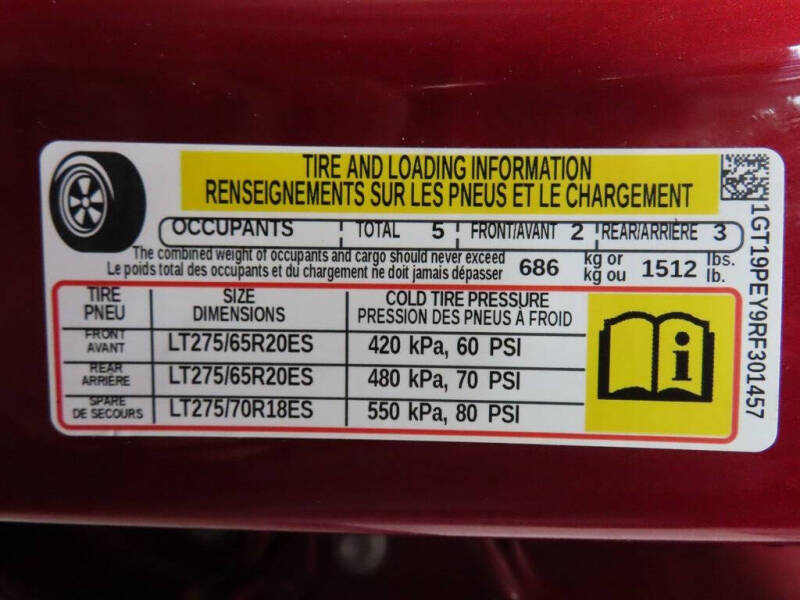 TIRE AND LOADING INFORMATION
RENSEIGNEMENTS SUR LES PNEUS ET LE CHARGEMENT
OCCUPANTS TOTAL 5 FRONT/AVANT 2 REAR/ARRIÈRE 3
The combined weight of occupants and cargo should never exceed
Le poids total des occupants et du chargement ne doit jamais dépasser
686 kg or kg ou 1512 lbs. lb.
TIRE PNEU SIZE DIMENSIONS COLD TIRE PRESSURE PRESSION DES PNEUS À FROID
FRONT AVANT LT275/65R20ES 420 kPa, 60 PSI
REAR ARRIÈRE LT275/65R20ES 480 kPa, 70 PSI
SPARE DE SECOURS LT275/70R18ES 550 kPa, 80 PSI
i
1GT19PEY9RF301457